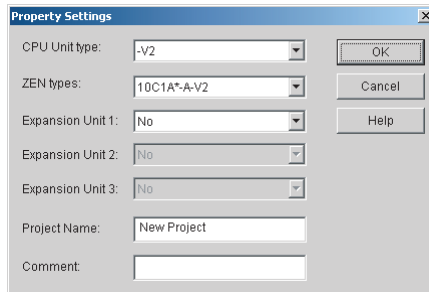 Property Settings
CPU Unit type: -V2 OK
ZEN types: 10C1A*-A-V2 Cancel
Expansion Unit 1: No Help
Expansion Unit 2: No
Expansion Unit 3: No
Project Name: New Project
Comment: